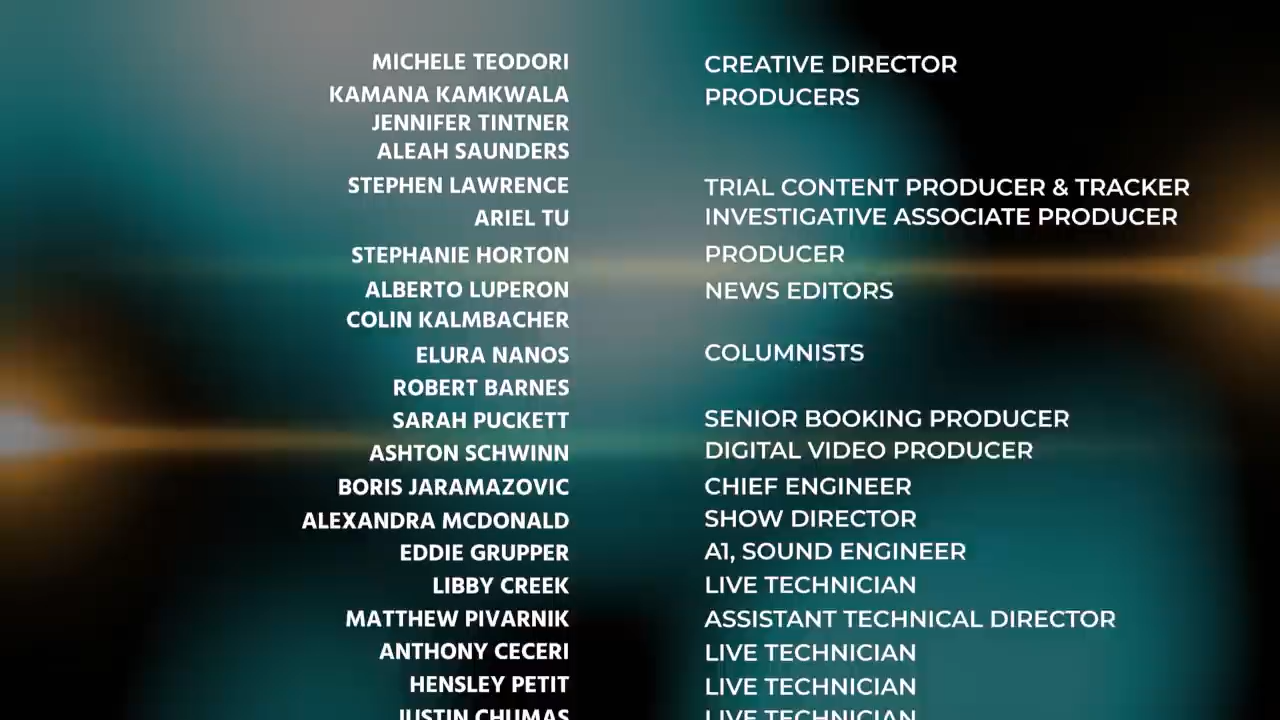 MICHELE TEODORI CREATIVE DIRECTOR
KAMANA KAMKWALA PRODUCERS
JENNIFER TINTNER
ALEAH SAUNDERS
STEPHEN LAWRENCE TRIAL CONTENT PRODUCER & TRACKER
ARIEL TU INVESTIGATIVE ASSOCIATE PRODUCER
STEPHANIE HORTON PRODUCER
ALBERTO LUPERON NEWS EDITORS
COLIN KALMBACHER
ELURA NANOS COLUMNISTS
ROBERT BARNES
SARAH PUCKETT SENIOR BOOKING PRODUCER
ASHTON SCHWINN DIGITAL VIDEO PRODUCER
BORIS JARAMAZOVIC CHIEF ENGINEER
ALEXANDRA MCDONALD SHOW DIRECTOR
EDDIE GRUPPER A1, SOUND ENGINEER
LIBBY CREEK LIVE TECHNICIAN
MATTHEW PIVARNIK ASSISTANT TECHNICAL DIRECTOR
ANTHONY CECERI LIVE TECHNICIAN
HENSLEY PETIT LIVE TECHNICIAN
JUSTIN CHUMAS LIVE TECHNICIAN